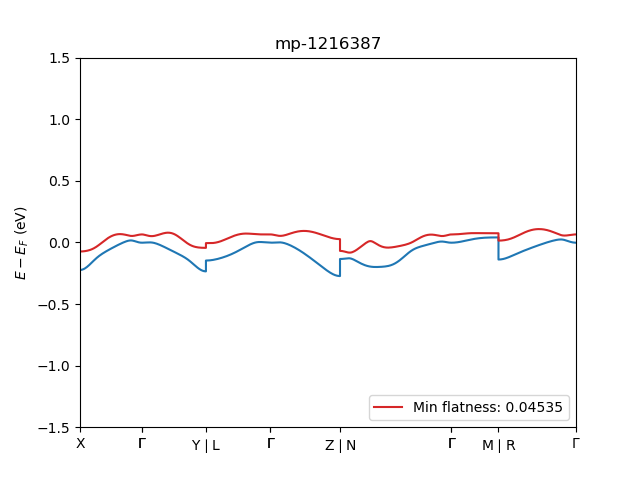 mp-1216387
E − E_F (eV)
1.5
1.0
0.5
0.0
−0.5
−1.0
−1.5
X Γ Y | L Γ Z | N Γ M | R Γ
Min flatness: 0.04535